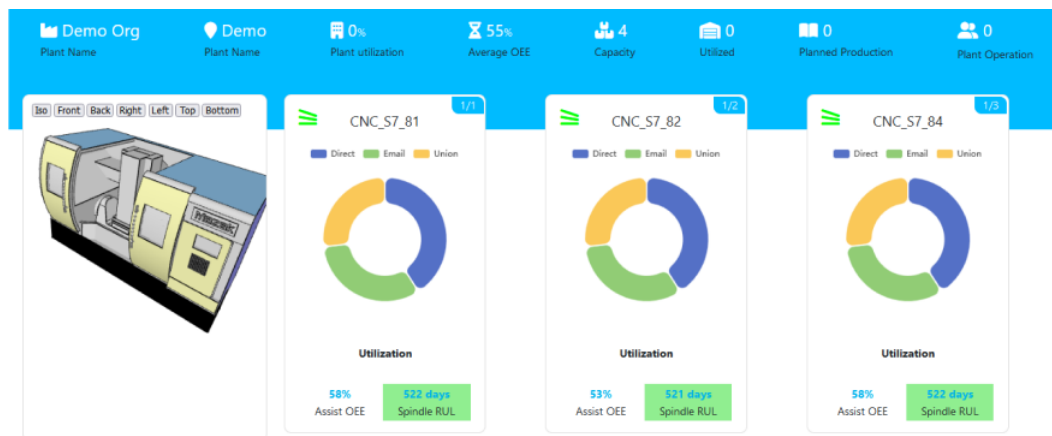 Demo Org
Plant Name
Demo
Plant Name
0%
Plant utilization
55%
Average OEE
4
Capacity
0
Utilized
0
Planned Production
0
Plant Operation
Iso Front Back Right Left Top Bottom
Mazak
1/1
CNC_S7_81
Direct Email Union
Utilization
58%
Assist OEE
522 days
Spindle RUL
1/2
CNC_S7_82
Direct Email Union
Utilization
53%
Assist OEE
521 days
Spindle RUL
1/3
CNC_S7_84
Direct Email Union
Utilization
58%
Assist OEE
522 days
Spindle RUL